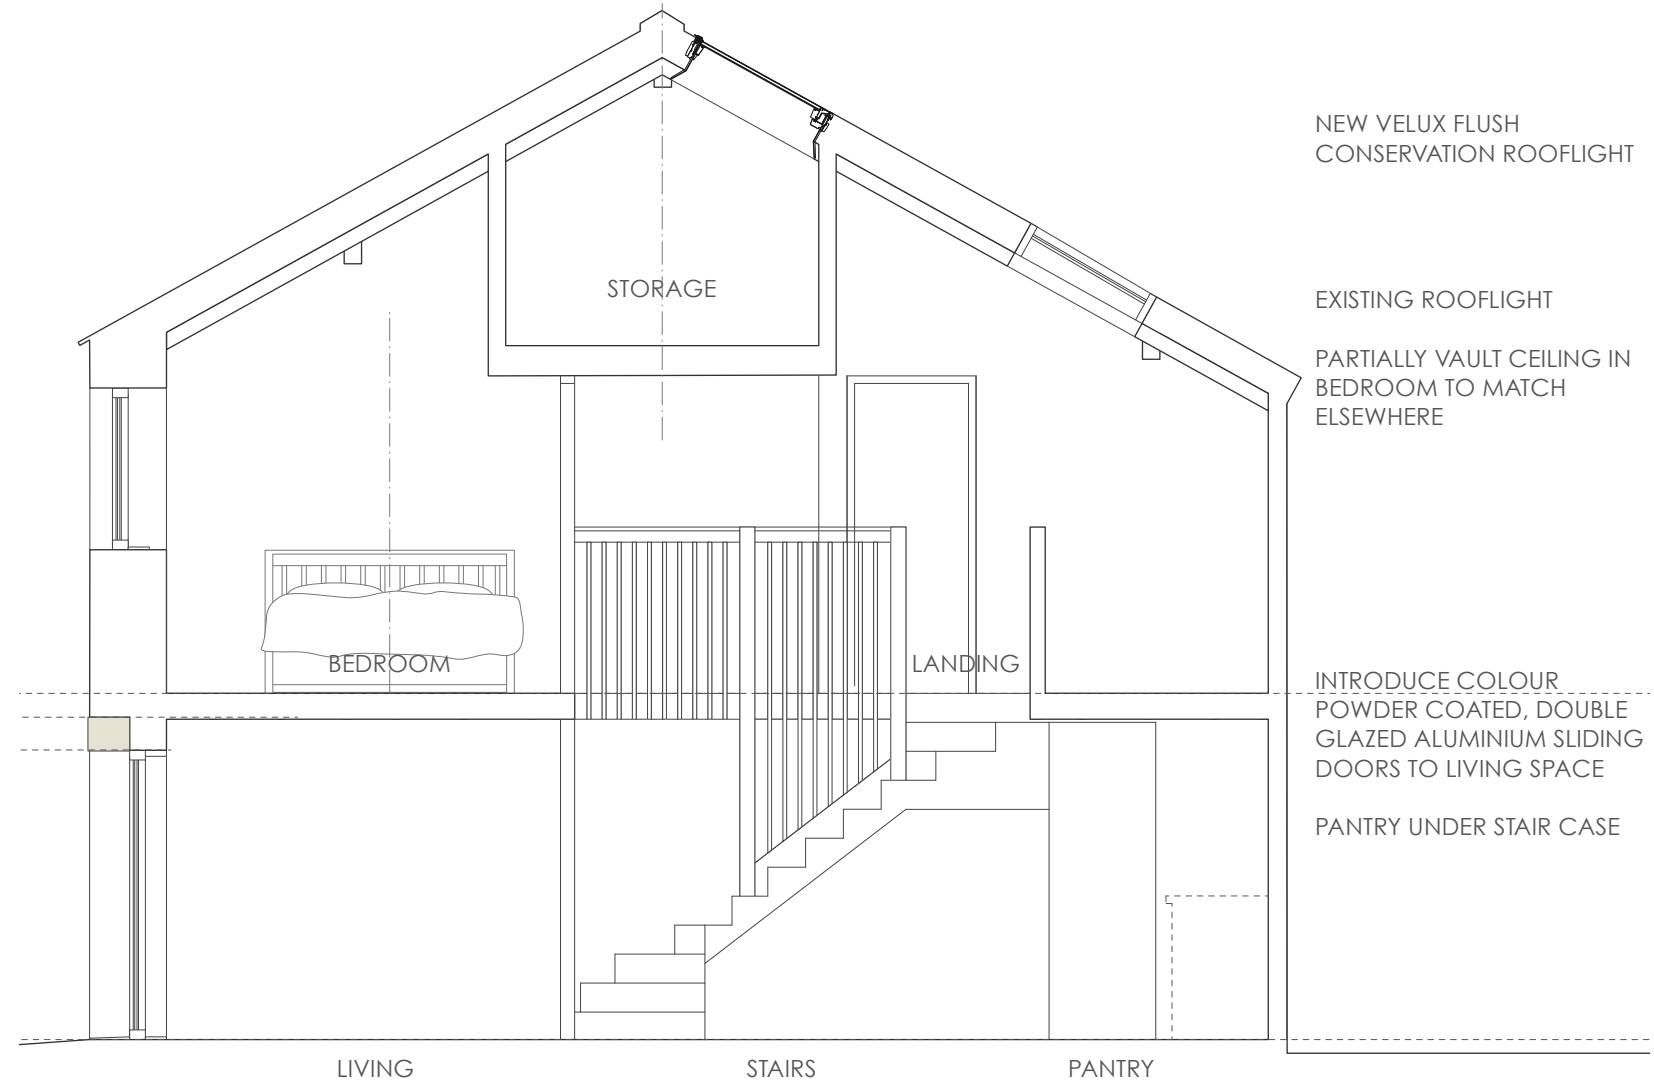 NEW VELUX FLUSH
CONSERVATION ROOFLIGHT
STORAGE
EXISTING ROOFLIGHT
PARTIALLY VAULT CEILING IN
BEDROOM TO MATCH
ELSEWHERE
BEDROOM
LANDING
INTRODUCE COLOUR
POWDER COATED, DOUBLE
GLAZED ALUMINIUM SLIDING
DOORS TO LIVING SPACE
PANTRY UNDER STAIR CASE
LIVING
STAIRS
PANTRY